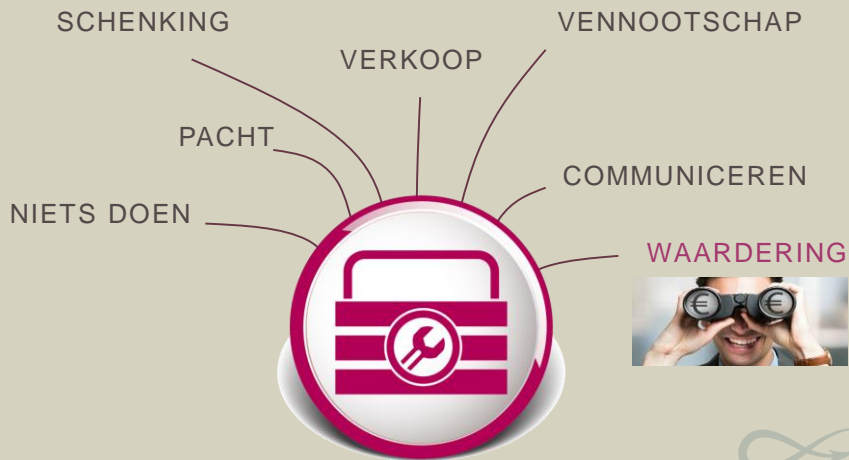 SCHENKING
VENNOOTSCHAP
VERKOOP
PACHT
COMMUNICEREN
NIETS DOEN
WAARDERING
€ €